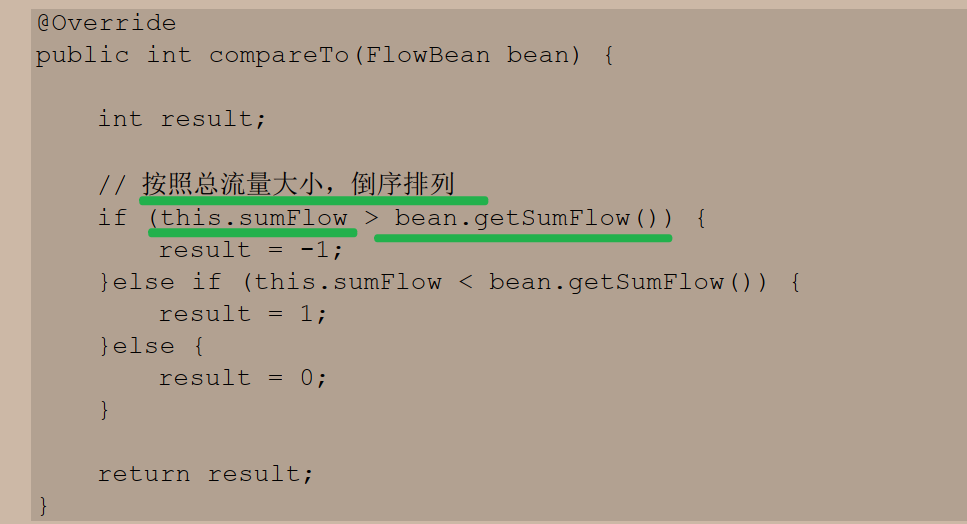 @Override
public int compareTo(FlowBean bean) {
int result;
// 按照总流量大小，倒序排列
if (this.sumFlow > bean.getSumFlow()) {
result = -1;
}else if (this.sumFlow < bean.getSumFlow()) {
result = 1;
}else {
result = 0;
}
return result;
}